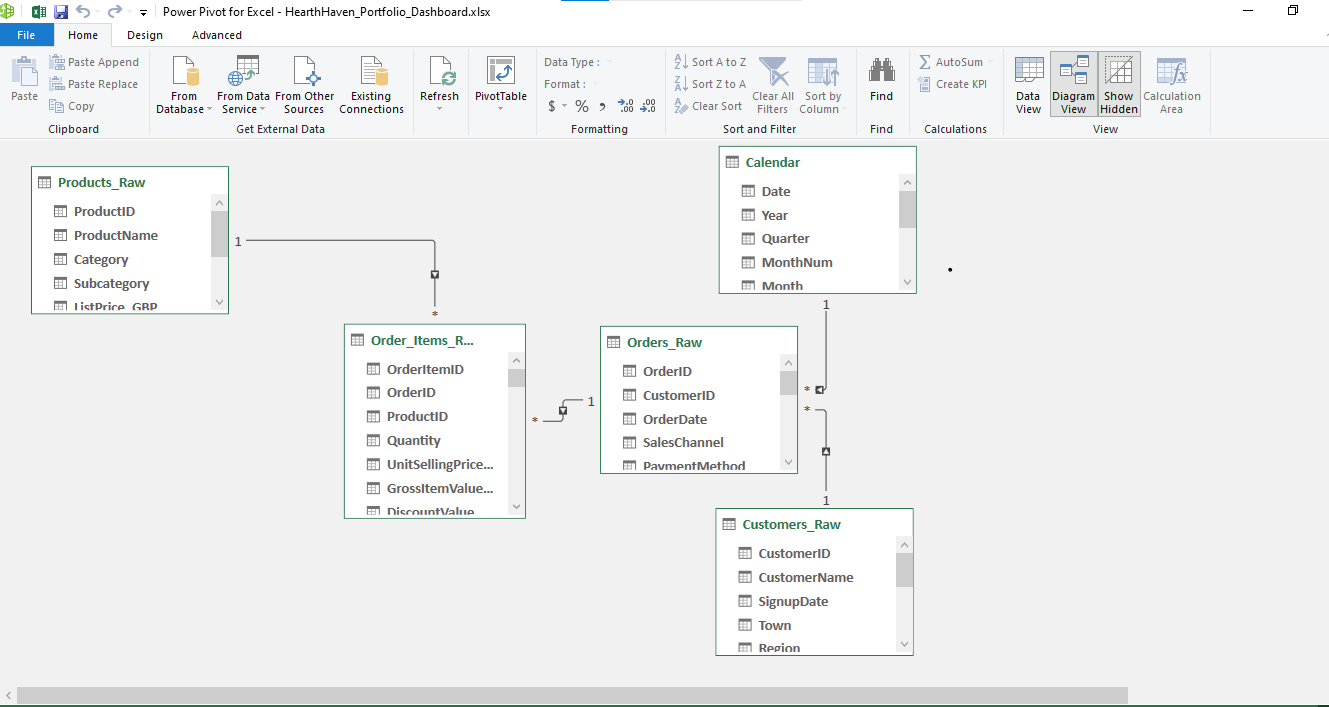 Power Pivot for Excel - HearthHaven_Portfolio_Dashboard.xlsx
File Home Design Advanced
Paste
Paste Append
Paste Replace
Copy
Clipboard
From Database
From Data Service
From Other Sources
Existing Connections
Get External Data
Refresh
PivotTable
Data Type :
Format :
$ % , .00 .00
Formatting
Sort A to Z
Sort Z to A
Clear Sort
Clear All Filters
Sort by Column
Sort and Filter
Find
Find
AutoSum
Create KPI
Calculations
Data View
Diagram View
Show Hidden
Calculation Area
View
Products_Raw
ProductID
ProductName
Category
Subcategory
ListPrice_GBP
1
*
Order_Items_R...
OrderItemID
OrderID
ProductID
Quantity
UnitSellingPrice...
GrossItemValue...
DiscountValue
*
1
Orders_Raw
OrderID
CustomerID
OrderDate
SalesChannel
PaymentMethod
Calendar
Date
Year
Quarter
MonthNum
Month
1
*
*
1
Customers_Raw
CustomerID
CustomerName
SignupDate
Town
Region